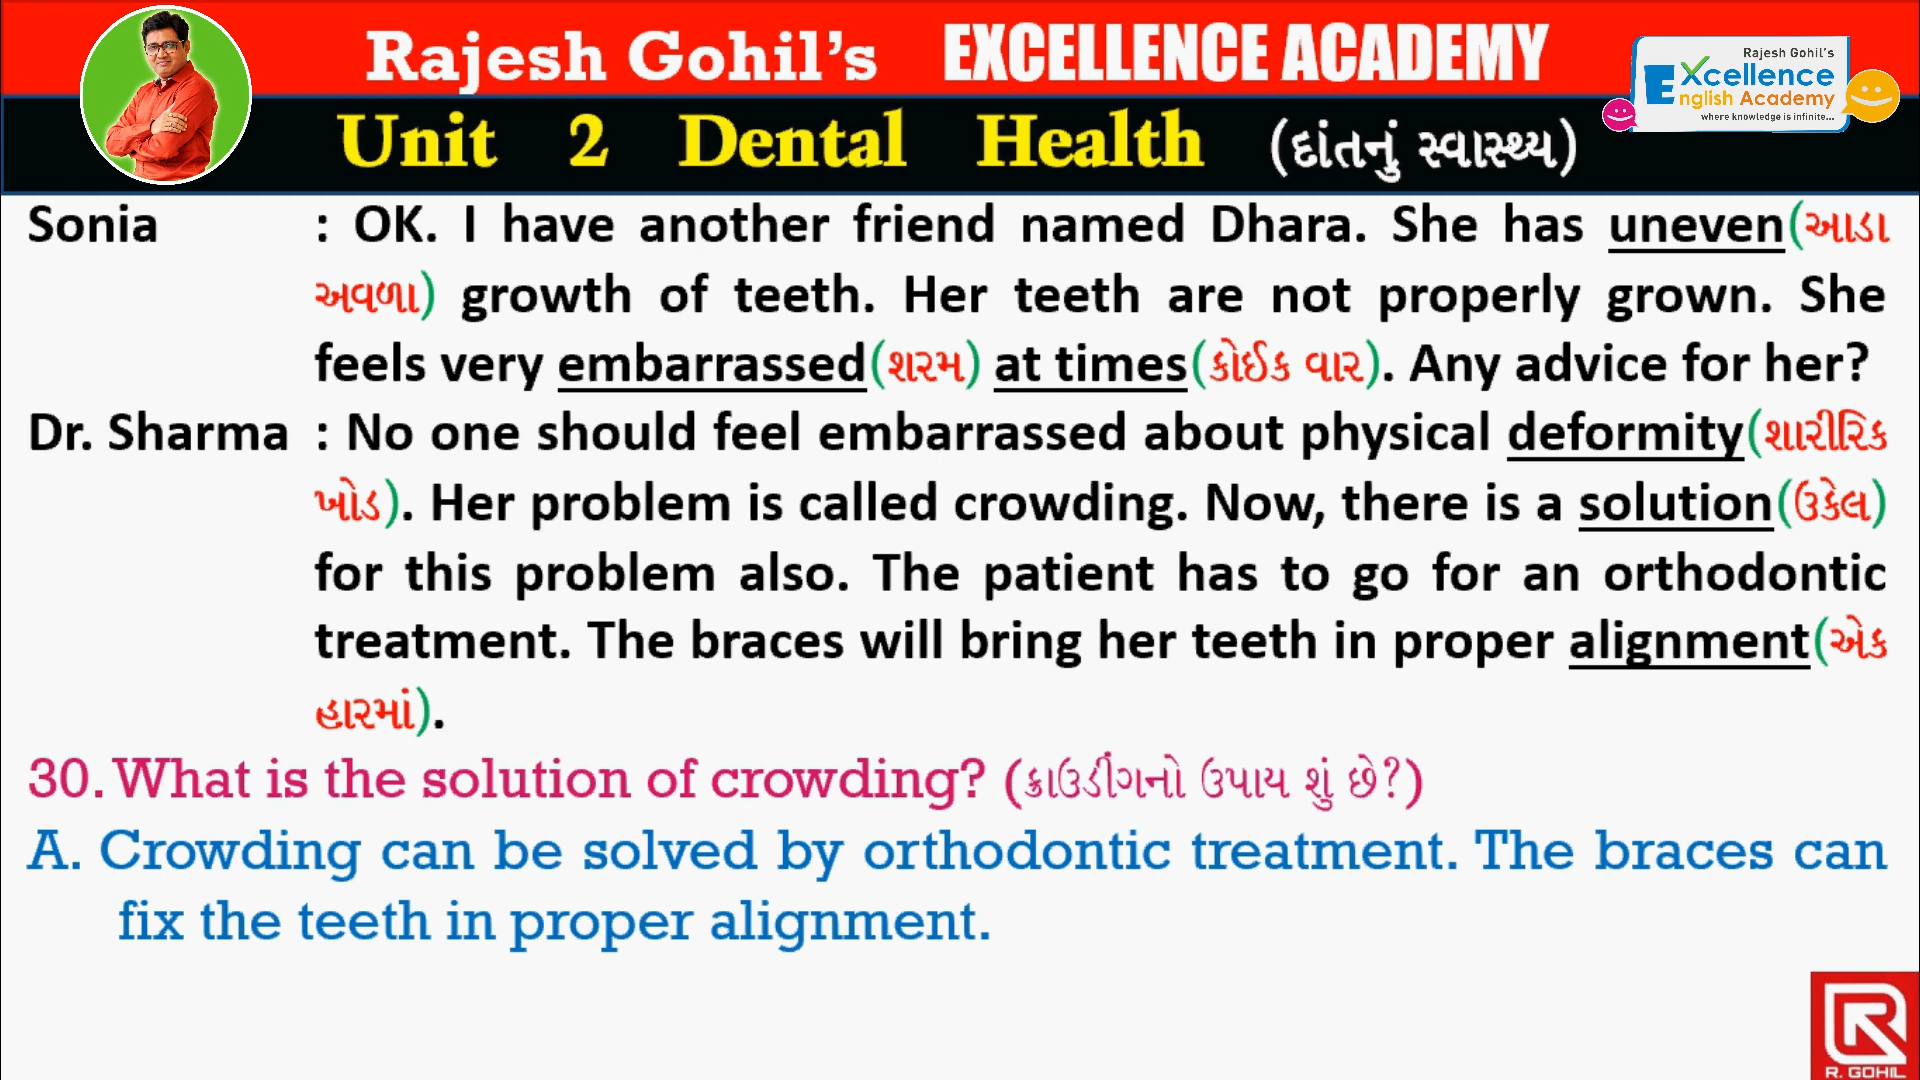 Rajesh Gohil's EXCELLENCE ACADEMY
Rajesh Gohil's
Excellence
English Academy
where knowledge is infinite...
Unit 2 Dental Health (દાંતનું સ્વાસ્થ્ય)
Sonia : OK. I have another friend named Dhara. She has uneven(આડા
અવળા) growth of teeth. Her teeth are not properly grown. She
feels very embarrassed(શરમ) at times(કોઈક વાર). Any advice for her?
Dr. Sharma : No one should feel embarrassed about physical deformity(શારીરિક
ખોડ). Her problem is called crowding. Now, there is a solution(ઉકેલ)
for this problem also. The patient has to go for an orthodontic
treatment. The braces will bring her teeth in proper alignment(એક
હારમાં).
30. What is the solution of crowding? (ક્રાઉડીંગનો ઉપાય શું છે?)
A. Crowding can be solved by orthodontic treatment. The braces can
fix the teeth in proper alignment.
R. GOHIL